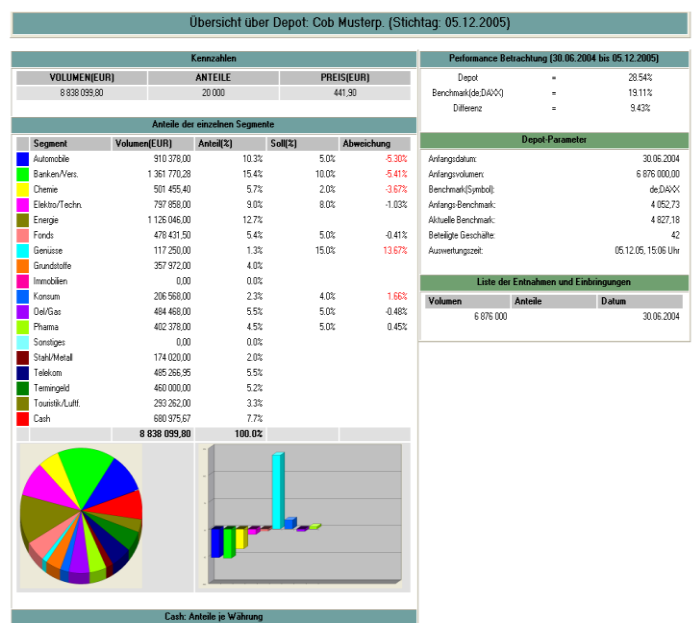 Übersicht über Depot: Cob Musterp. (Stichtag: 05.12.2005)
Kennzahlen
VOLUMEN(EUR) ANTEILE PREIS(EUR)
8 838 099,80 20 000 441,90
Anteile der einzelnen Segmente
Segment Volumen(EUR) Anteil(%) Soll(%) Abweichung
Automobile 910 378,00 10.3% 5.0% -5.30%
Banken/Vers. 1 361 770,28 15.4% 10.0% -5.41%
Chemie 501 455,40 5.7% 2.0% -3.67%
Elektro/Techn. 797 858,00 9.0% 8.0% -1.03%
Energie 1 126 046,00 12.7%
Fonds 478 431,50 5.4% 5.0% -0.41%
Genüsse 117 250,00 1.3% 15.0% 13.67%
Grundstoffe 357 972,00 4.0%
Immobilien 0,00 0.0%
Konsum 206 568,00 2.3% 4.0% 1.66%
Oel/Gas 484 468,00 5.5% 5.0% -0.48%
Pharma 402 378,00 4.5% 5.0% 0.45%
Sonstiges 0,00 0.0%
Stahl/Metall 174 020,00 2.0%
Telekom 485 266,95 5.5%
Termingeld 460 000,00 5.2%
Touristik/Luftf. 293 262,00 3.3%
Cash 680 975,67 7.7%
8 838 099,80 100.0%
Cash: Anteile je Währung
Performance Betrachtung (30.06.2004 bis 05.12.2005)
Depot = 28.54%
Benchmark(de;DAXX) = 19.11%
Differenz = 9.43%
Depot-Parameter
Anfangsdatum: 30.06.2004
Anfangsvolumen: 6 876 000,00
Benchmark(Symbol): de;DAXX
Anfangs-Benchmark: 4 052,73
Aktuelle Benchmark: 4 827,18
Beteiligte Geschäfte: 42
Auswertungszeit: 05.12.05, 15:06 Uhr
Liste der Entnahmen und Einbringungen
Volumen Anteile Datum
6 876 000 30.06.2004